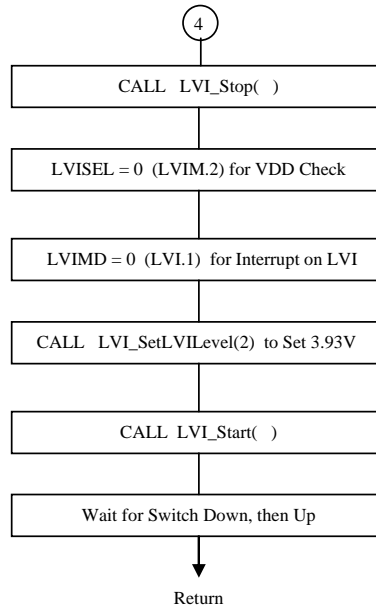 4
CALL LVI_Stop( )
LVISEL = 0 (LVIM.2) for VDD Check
LVIMD = 0 (LVI.1) for Interrupt on LVI
CALL LVI_SetLVILevel(2) to Set 3.93V
CALL LVI_Start( )
Wait for Switch Down, then Up
Return